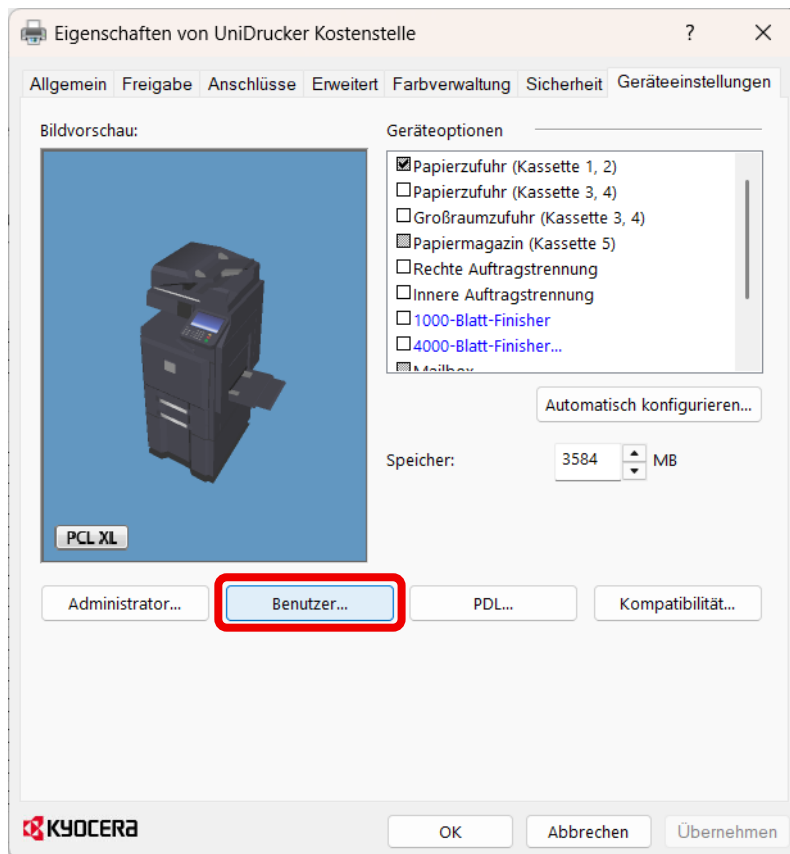 Eigenschaften von UniDrucker Kostenstelle ?
Allgemein Freigabe Anschlüsse Erweitert Farbverwaltung Sicherheit Geräteeinstellungen
Bildvorschau:
PCL XL
Geräteoptionen
Papierzufuhr (Kassette 1, 2)
Papierzufuhr (Kassette 3, 4)
Großraumzufuhr (Kassette 3, 4)
Papiermagazin (Kassette 5)
Rechte Auftragstrennung
Innere Auftragstrennung
1000-Blatt-Finisher
4000-Blatt-Finisher...
Mailbox
Automatisch konfigurieren...
Speicher: 3584 MB
Administrator... Benutzer... PDL... Kompatibilität...
KYOCERA
OK Abbrechen Übernehmen